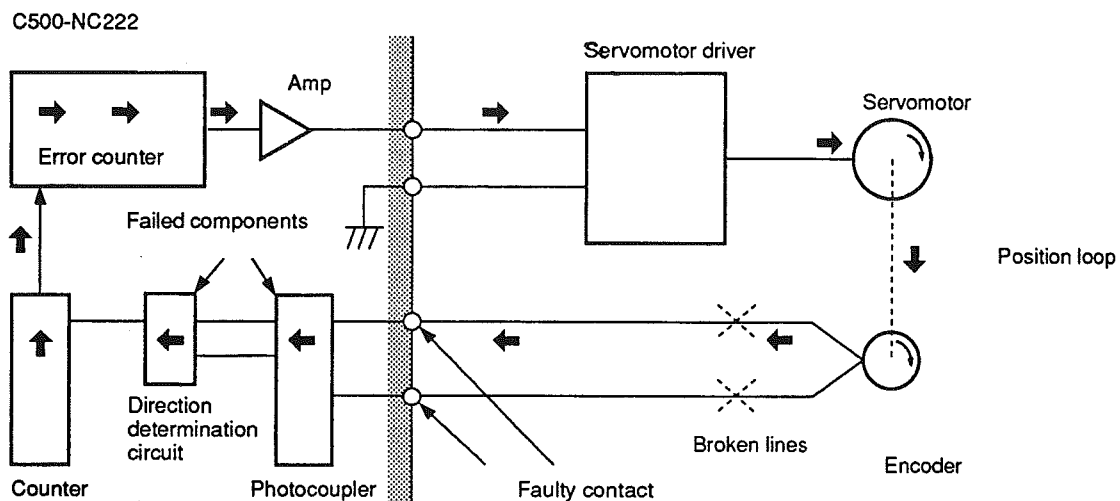 C500-NC222
Servomotor driver
Amp
Servomotor
Error counter
Failed components
Position loop
Direction
determination
circuit
Broken lines
Encoder
Counter
Photocoupler
Faulty contact